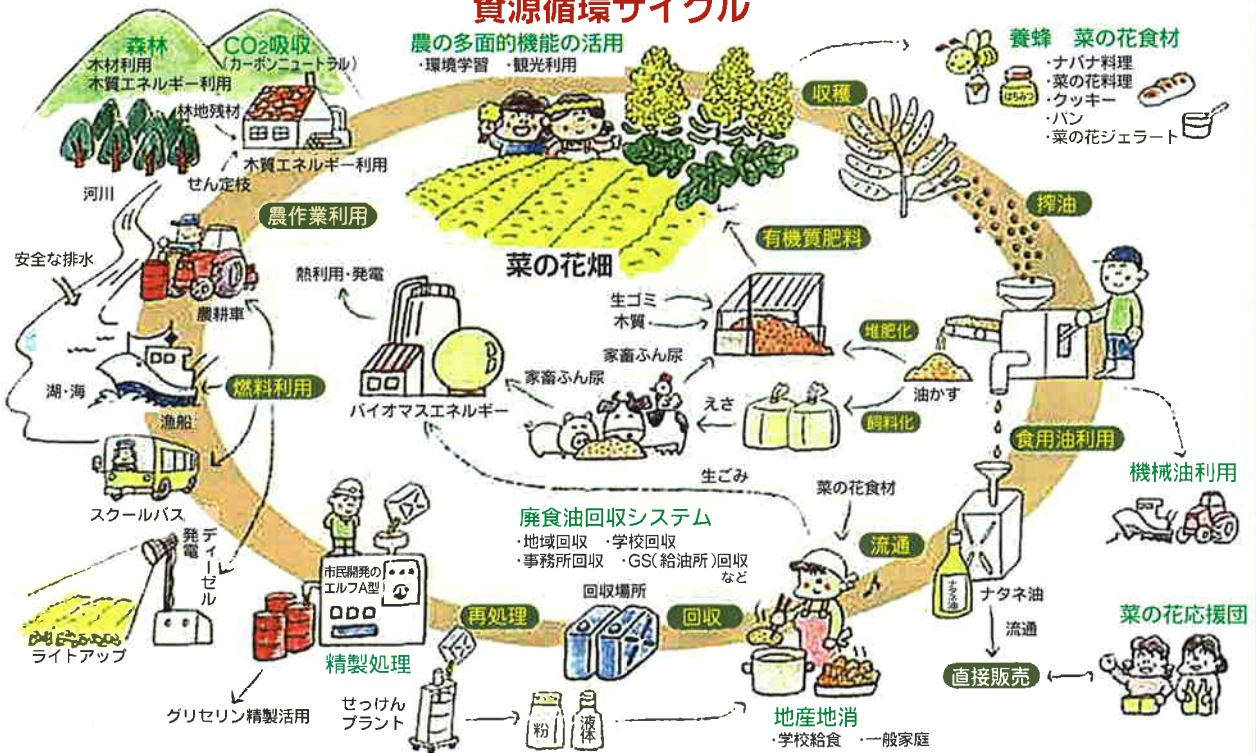 資源循環サイクル
森林
木材利用
木質エネルギー利用
CO2吸収
(カーボンニュートラル)
林地残材
木質エネルギー利用
せん定枝
農の多面的機能の活用
・環境学習 ・観光利用
収穫
養蜂 菜の花食材
はちみつ
・ナバナ料理
・菜の花料理
・クッキー
・パン
・菜の花ジェラート
河川
農作業利用
搾油
安全な排水
農耕車
菜の花畑
有機質肥料
熱利用・発電
生ゴミ
木質
堆肥化
家畜ふん尿
家畜ふん尿
油かす
湖・海
漁船
燃料利用
バイオマスエネルギー
えさ
飼料化
食用油利用
機械油利用
スクールバス
生ごみ
菜の花食材
ディーゼル
発電
廃食油回収システム
・地域回収 ・学校回収
・事務所回収 ・GS(給油所)回収
など
流通
市民開発の
エルフA型
回収場所
再処理
回収
ナタネ油
ナタネ油
流通
菜の花応援団
ライトアップ
精製処理
直接販売
グリセリン精製活用
せっけん
プラント
粉
液体
地産地消
・学校給食 ・一般家庭